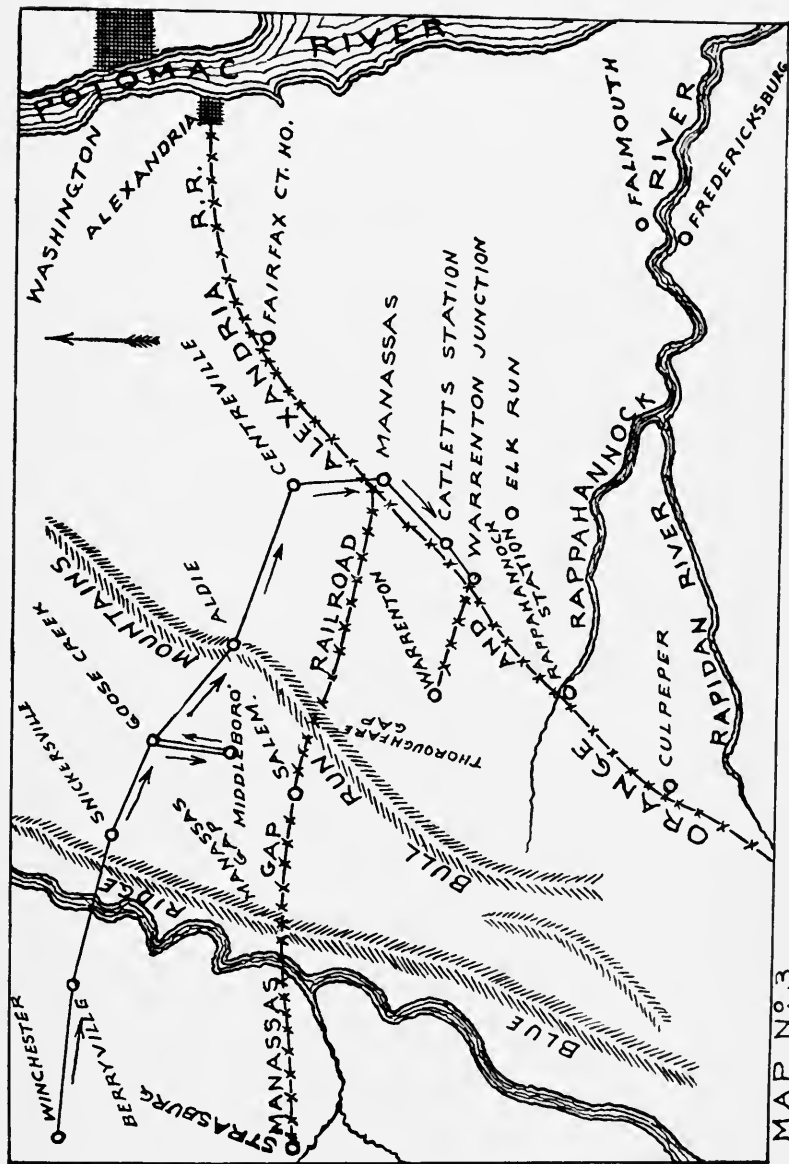 POTOMAC RIVER
WASHINGTON
ALEXANDRIA
R.R.
FAIRFAX CT. HO.
CENTREVILLE
ALEXANDRIA
MANASSAS
CATLETTS STATION
WARRENTON JUNCTION
ELK RUN
FALMOUTH
RIVER
FREDERICKSBURG
RAPPAHANNOCK
RAPIDAN RIVER
RAPPAHANNOCK
STATION
AND
WARRENTON
CULPEPER
ORANGE
MOUNTAINS
ALDIE
GOOSE CREEK
SNICKERSVILLE
MIDDLEBORO.
MANASSAS
GAP
SALEM.
RAILROAD
THOROUGHFARE
GAP
RUN
BULL
GAP
RIDGE
BLUE
WINCHESTER
BERRYVILLE
STRASBURG
MANASSAS
MAP Nº. 3